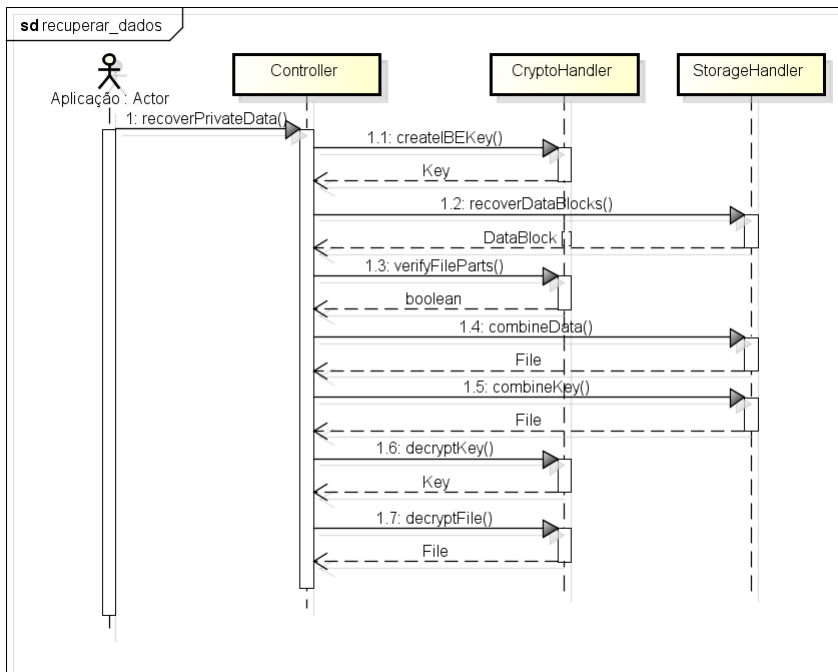 sd recuperar_dados
Aplicação : Actor
Controller
CryptoHandler
StorageHandler
1: recoverPrivateData()
1.1: createIBEKey()
Key
1.2: recoverDataBlocks()
DataBlock[]
1.3: verifyFileParts()
boolean
1.4: combineData()
File
1.5: combineKey()
File
1.6: decryptKey()
Key
1.7: decryptFile()
File